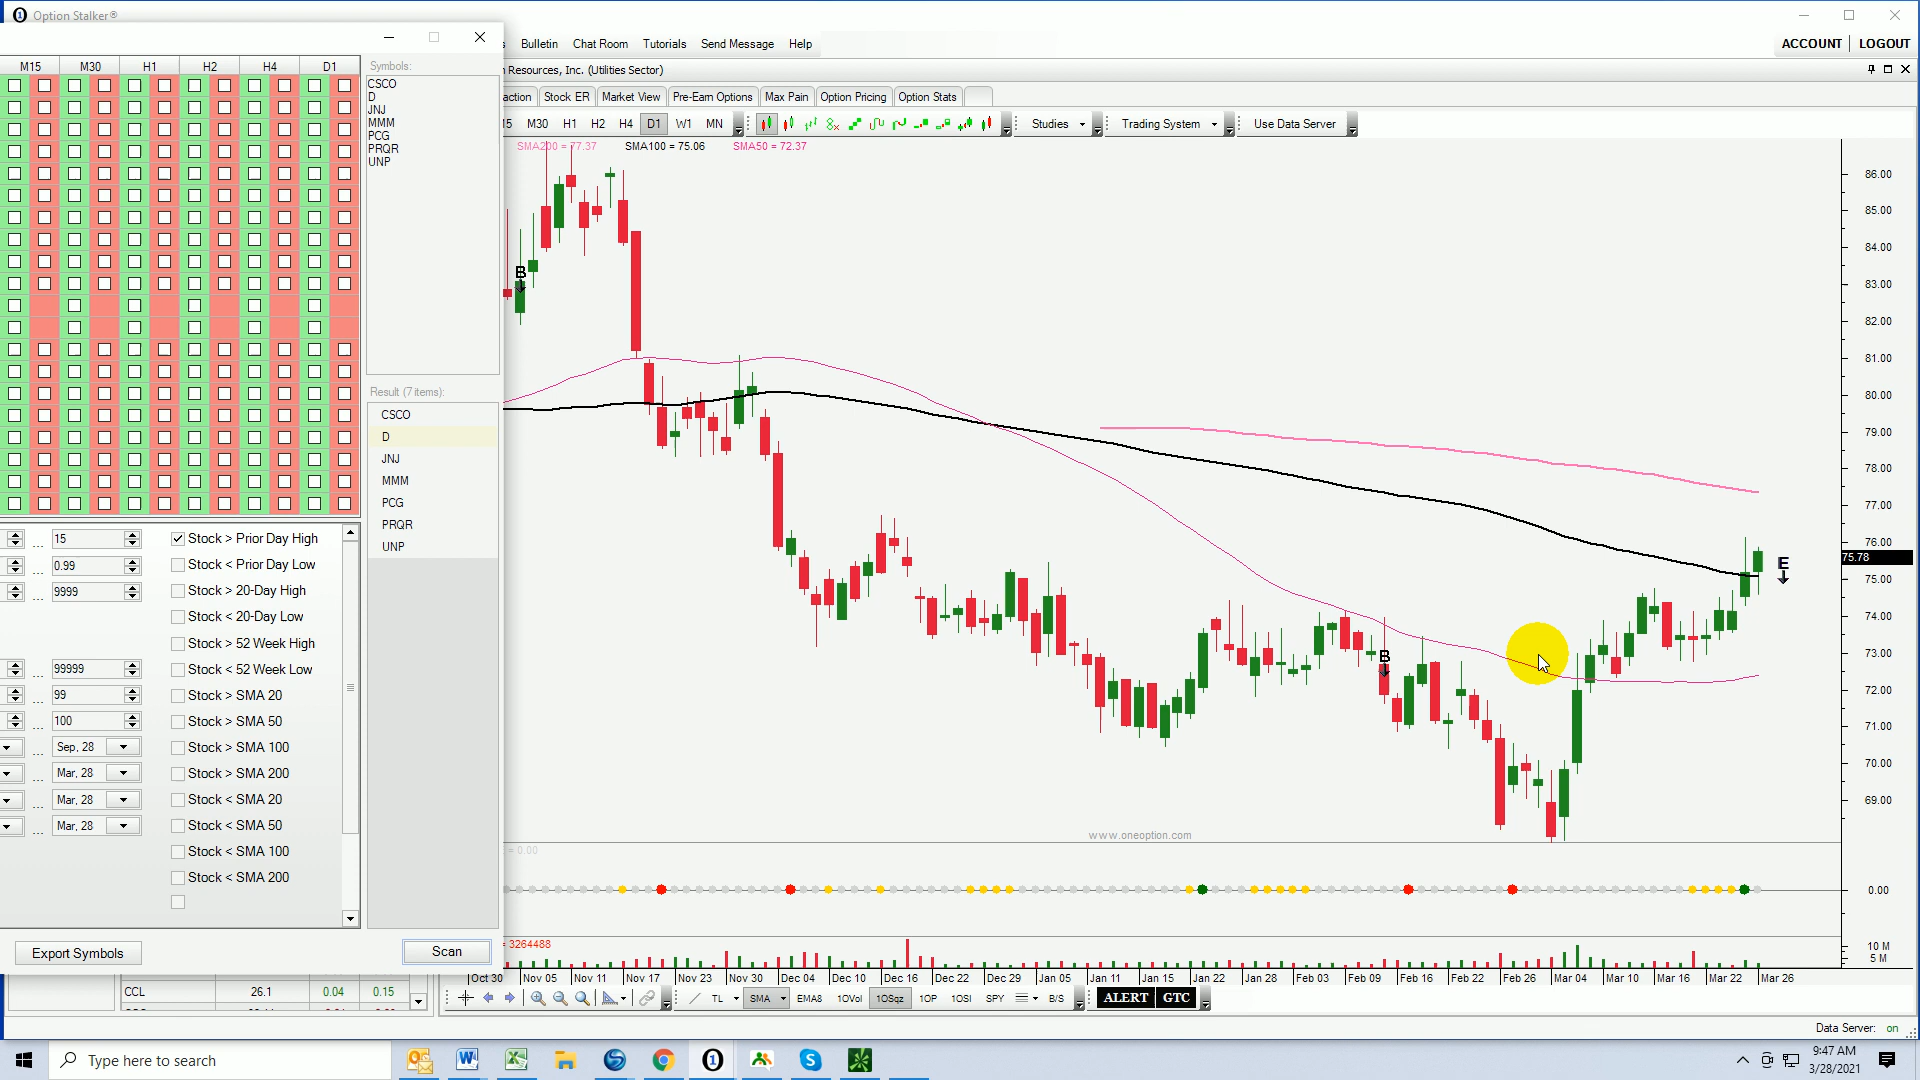 Option Stalker®
Bulletin Chat Room Tutorials Send Message Help
ACCOUNT LOGOUT
Resources, Inc. (Utilities Sector)
Stock ER Market View Pre-Earn Options Max Pain Option Pricing Option Stats
M30 H1 H2 H4 D1 W1 MN Studies Trading System Use Data Server
SMA200 = 77.37 SMA100 = 75.06 SMA50 = 72.37
M15 M30 H1 H2 H4 D1
Symbols:
CSCO
D
JNJ
MMM
PCG
PRQR
UNP
Result (7 items):
CSCO
D
JNJ
MMM
PCG
PRQR
UNP
15
0.99
9999
99999
99
100
Sep, 28
Mar, 28
Mar, 28
Mar, 28
Stock > Prior Day High
Stock < Prior Day Low
Stock > 20-Day High
Stock < 20-Day Low
Stock > 52 Week High
Stock < 52 Week Low
Stock > SMA 20
Stock > SMA 50
Stock > SMA 100
Stock > SMA 200
Stock < SMA 20
Stock < SMA 50
Stock < SMA 100
Stock < SMA 200
Export Symbols
Scan
CCL 26.1 0.04 0.15
B
B
E
86.00
85.00
84.00
83.00
82.00
81.00
80.00
79.00
78.00
77.00
76.00
75.78
75.00
74.00
73.00
72.00
71.00
70.00
69.00
www.oneoption.com
= 0.00
0.00
= 3264488
10 M
5 M
Oct 30 Nov 05 Nov 11 Nov 17 Nov 23 Nov 30 Dec 04 Dec 10 Dec 16 Dec 22 Dec 29 Jan 05 Jan 11 Jan 15 Jan 22 Jan 28 Feb 03 Feb 09 Feb 16 Feb 22 Feb 26 Mar 04 Mar 10 Mar 16 Mar 22 Mar 26
TL SMA EMA8 1OVol 1OSqz 1OP 1OSI SPY B/S ALERT GTC
Data Server: on
Type here to search
9:47 AM
3/28/2021